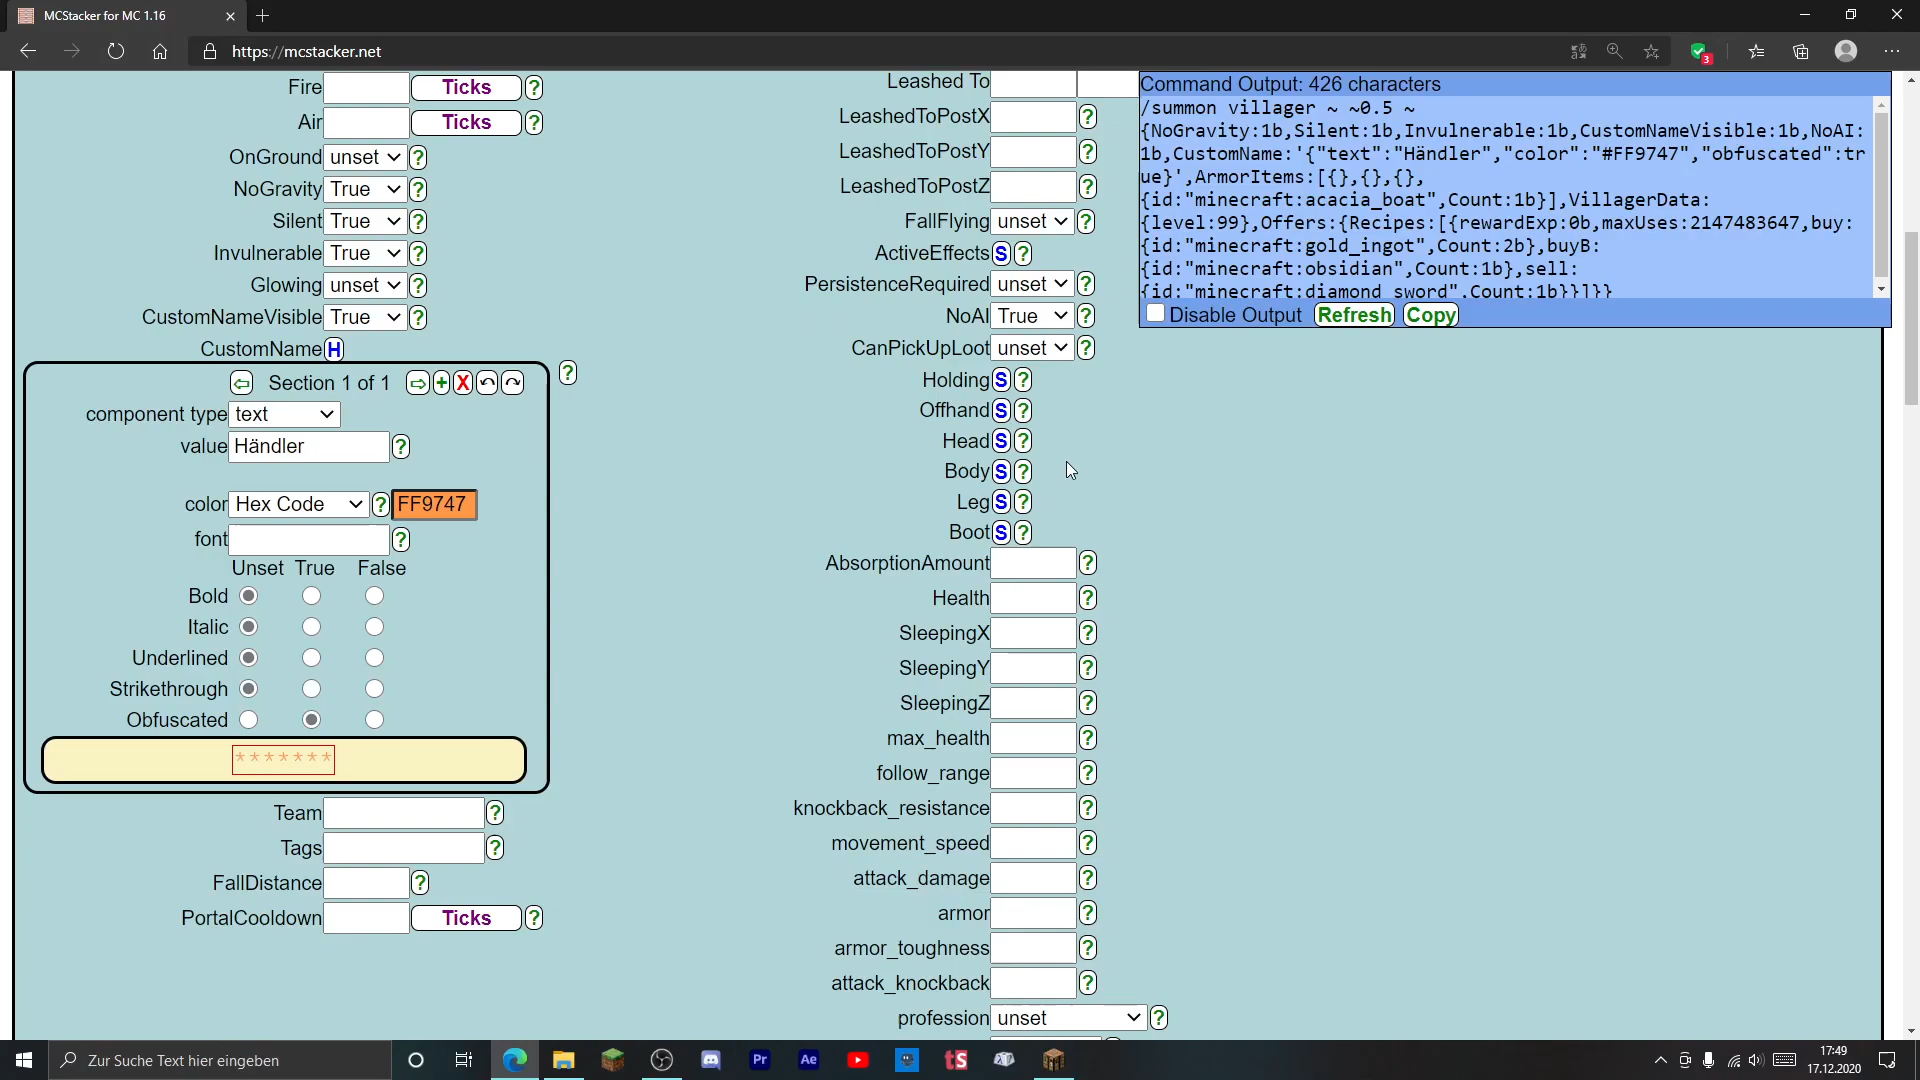 MCStacker for MC 1.16
https://mcstacker.net
3
Fire Ticks ?
Air Ticks ?
OnGround unset ?
NoGravity True ?
Silent True ?
Invulnerable True ?
Glowing unset ?
CustomNameVisible True ?
CustomName H
Section 1 of 1 + X
?
component type text
value Händler ?
color Hex Code ? FF9747
font ?
Unset True False
Bold
Italic
Underlined
Strikethrough
Obfuscated
*******
Team ?
Tags ?
FallDistance ?
PortalCooldown Ticks ?
Leashed To
LeashedToPostX ?
LeashedToPostY ?
LeashedToPostZ ?
FallFlying unset ?
ActiveEffects S ?
PersistenceRequired unset ?
NoAI True ?
CanPickUpLoot unset ?
Holding S ?
Offhand S ?
Head S ?
Body S ?
Leg S ?
Boot S ?
AbsorptionAmount ?
Health ?
SleepingX ?
SleepingY ?
SleepingZ ?
max_health ?
follow_range ?
knockback_resistance ?
movement_speed ?
attack_damage ?
armor ?
armor_toughness ?
attack_knockback ?
profession unset ?
Command Output: 426 characters
/summon villager ~ ~0.5 ~
{NoGravity:1b,Silent:1b,Invulnerable:1b,CustomNameVisible:1b,NoAI:
1b,CustomName:'{"text":"Händler","color":"#FF9747","obfuscated":tr
ue}',ArmorItems:[{},{},{},
{id:"minecraft:acacia_boat",Count:1b}],VillagerData:
{level:99},Offers:{Recipes:[{rewardExp:0b,maxUses:2147483647,buy:
{id:"minecraft:gold_ingot",Count:2b},buyB:
{id:"minecraft:obsidian",Count:1b},sell:
{id:"minecraft:diamond_sword",Count:1b}}]}}
Disable Output Refresh Copy
Zur Suche Text hier eingeben
Pr Ae
17:49
17.12.2020